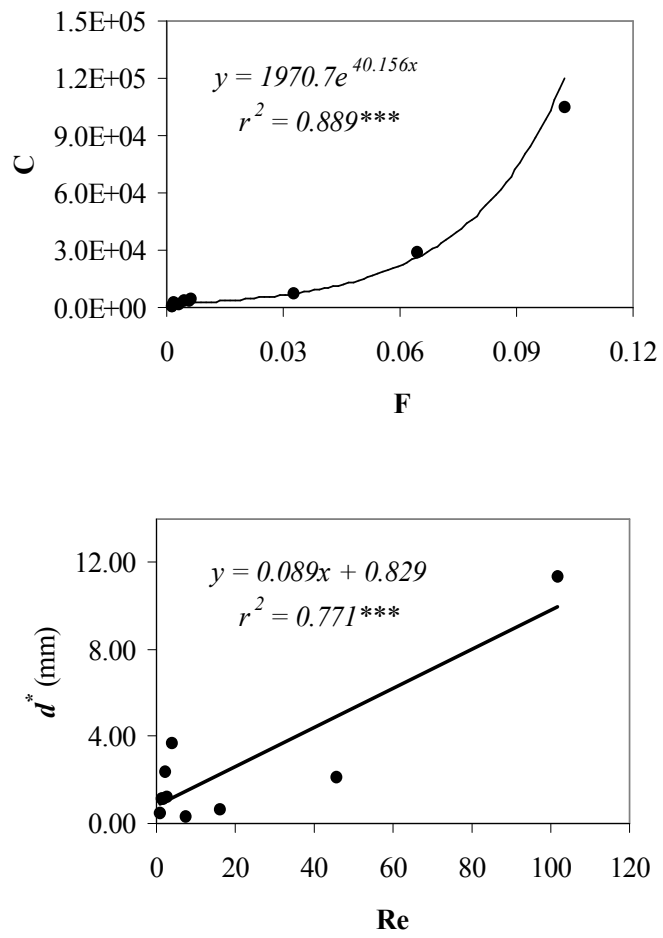 1.5E+05
1.2E+05
9.0E+04
6.0E+04
3.0E+04
0.0E+00
C
y = 1970.7e^40.156x
r^2 = 0.889***
0 0.03 0.06 0.09 0.12
F
12.00
8.00
4.00
0.00
d^* (mm)
y = 0.089x + 0.829
r^2 = 0.771***
0 20 40 60 80 100 120
Re